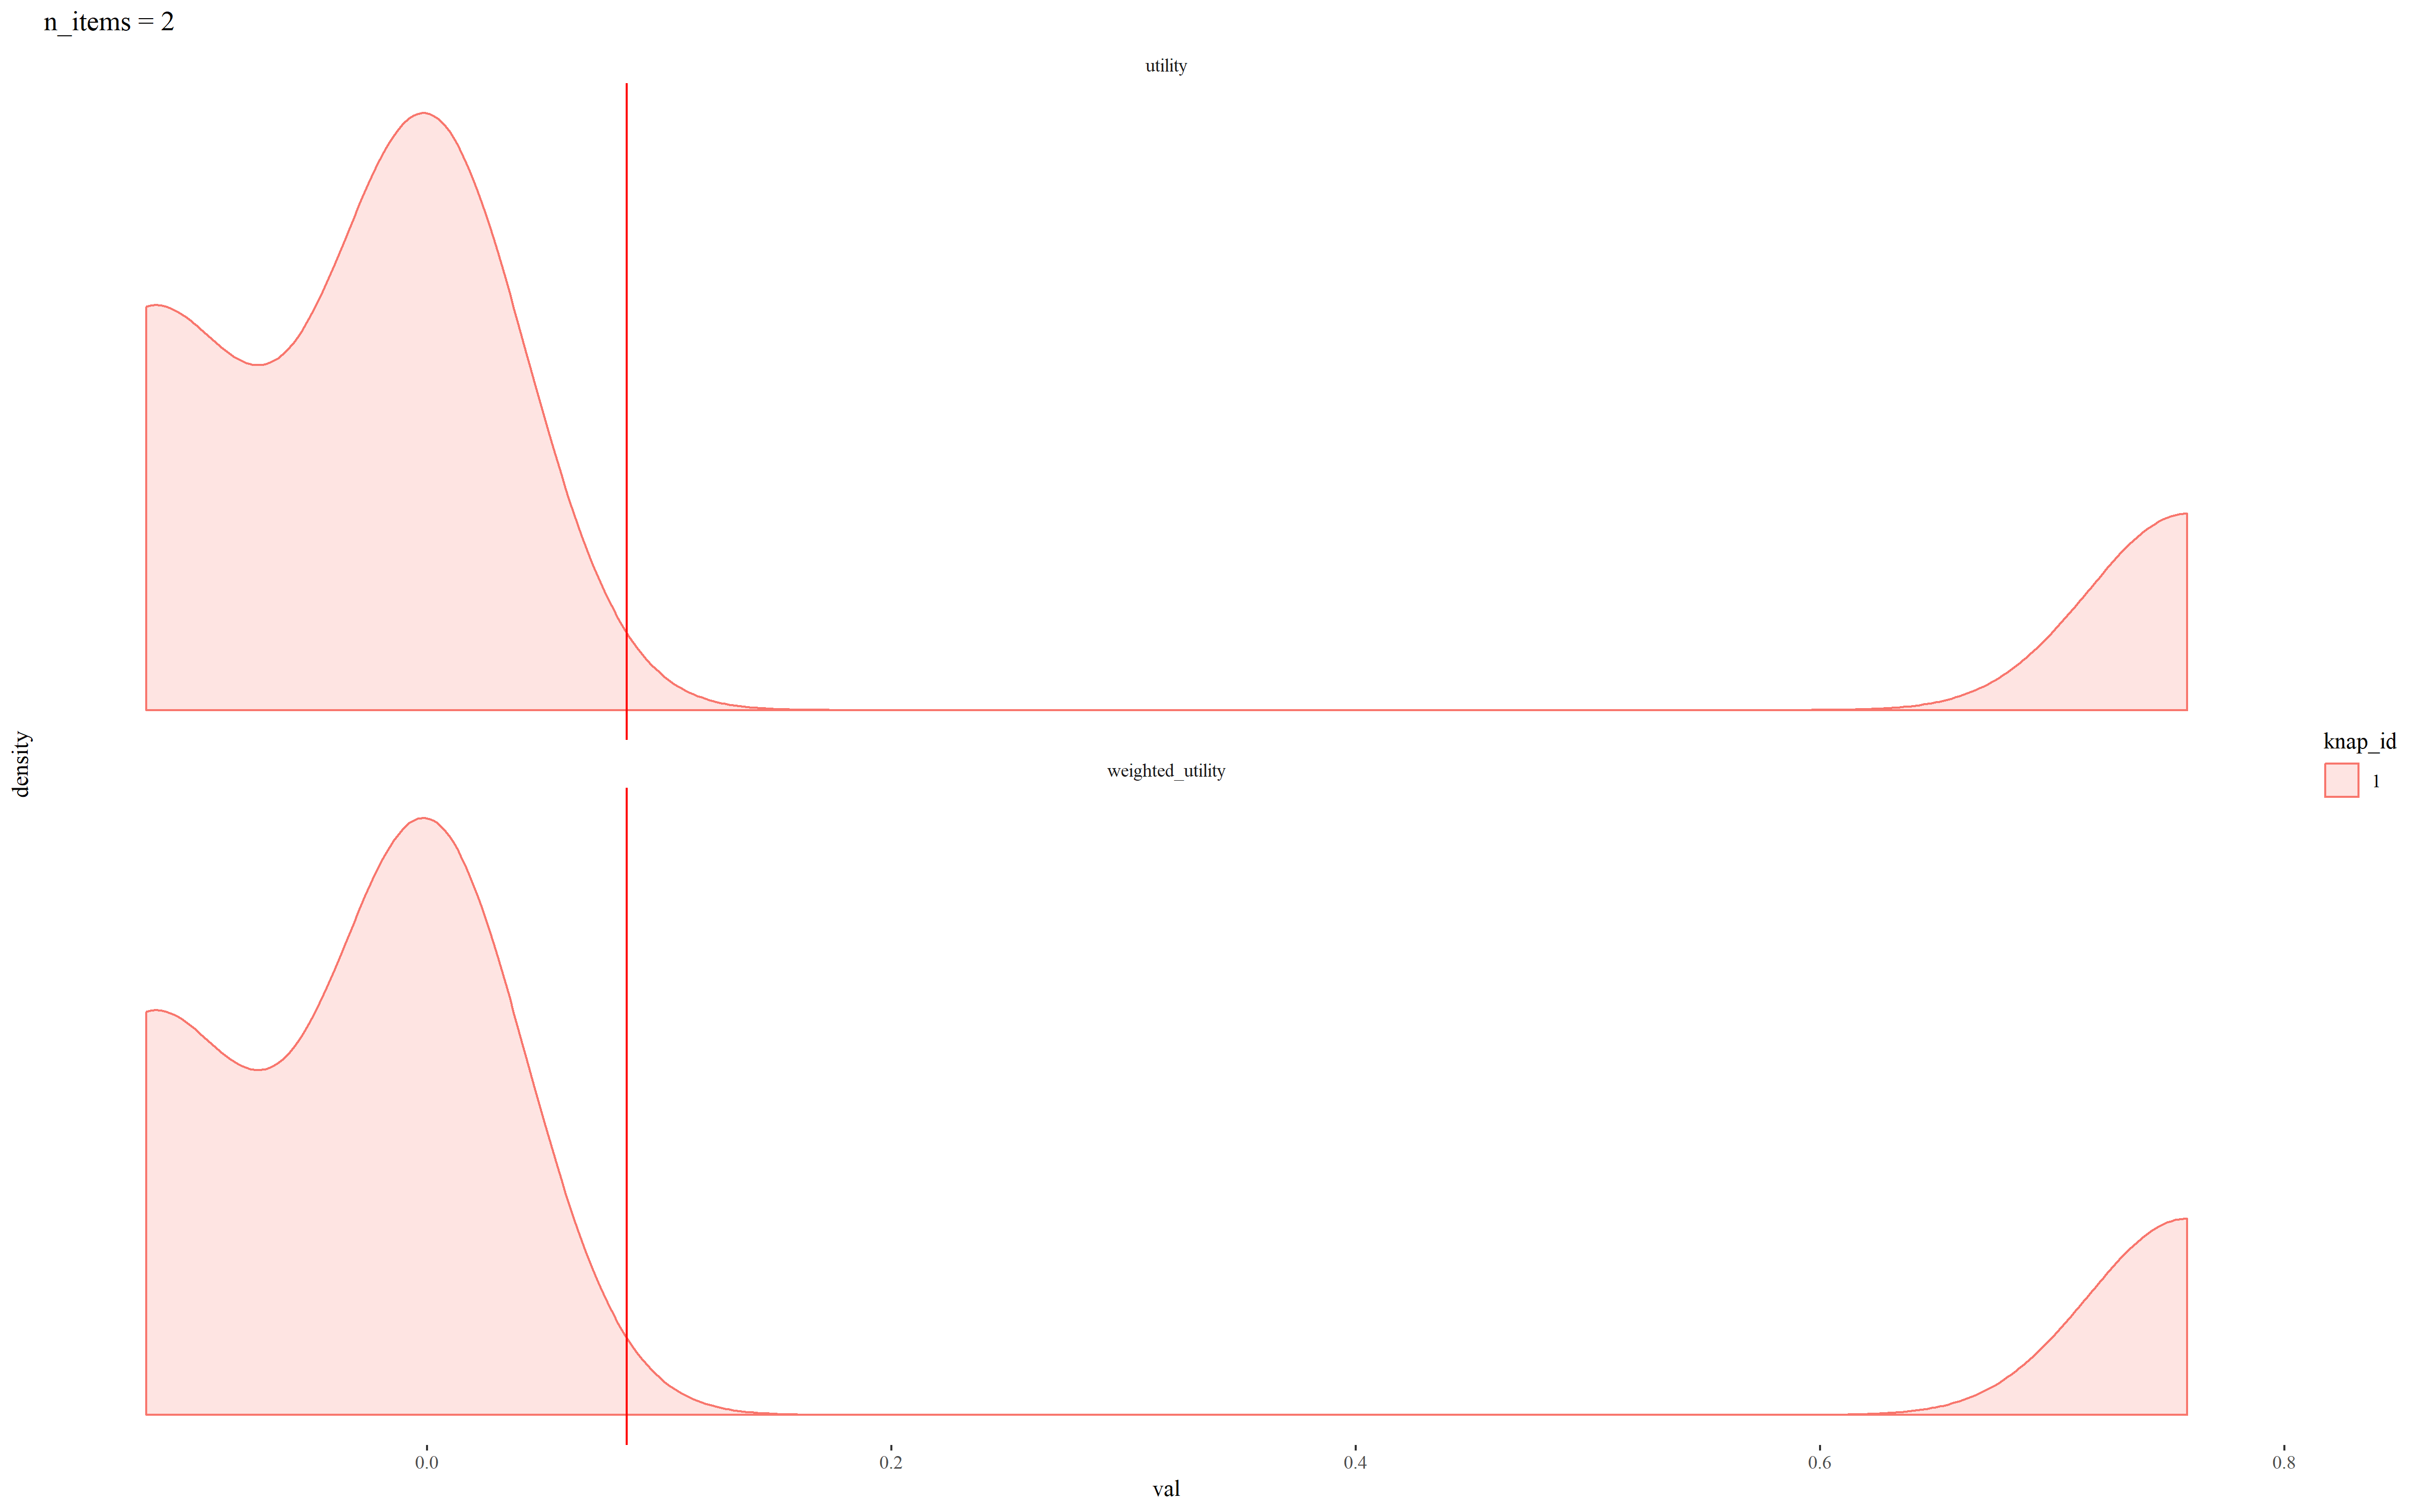 n_items = 2
utility
density
weighted_utility
knap_id
1
0.0
0.2
0.4
0.6
0.8
val